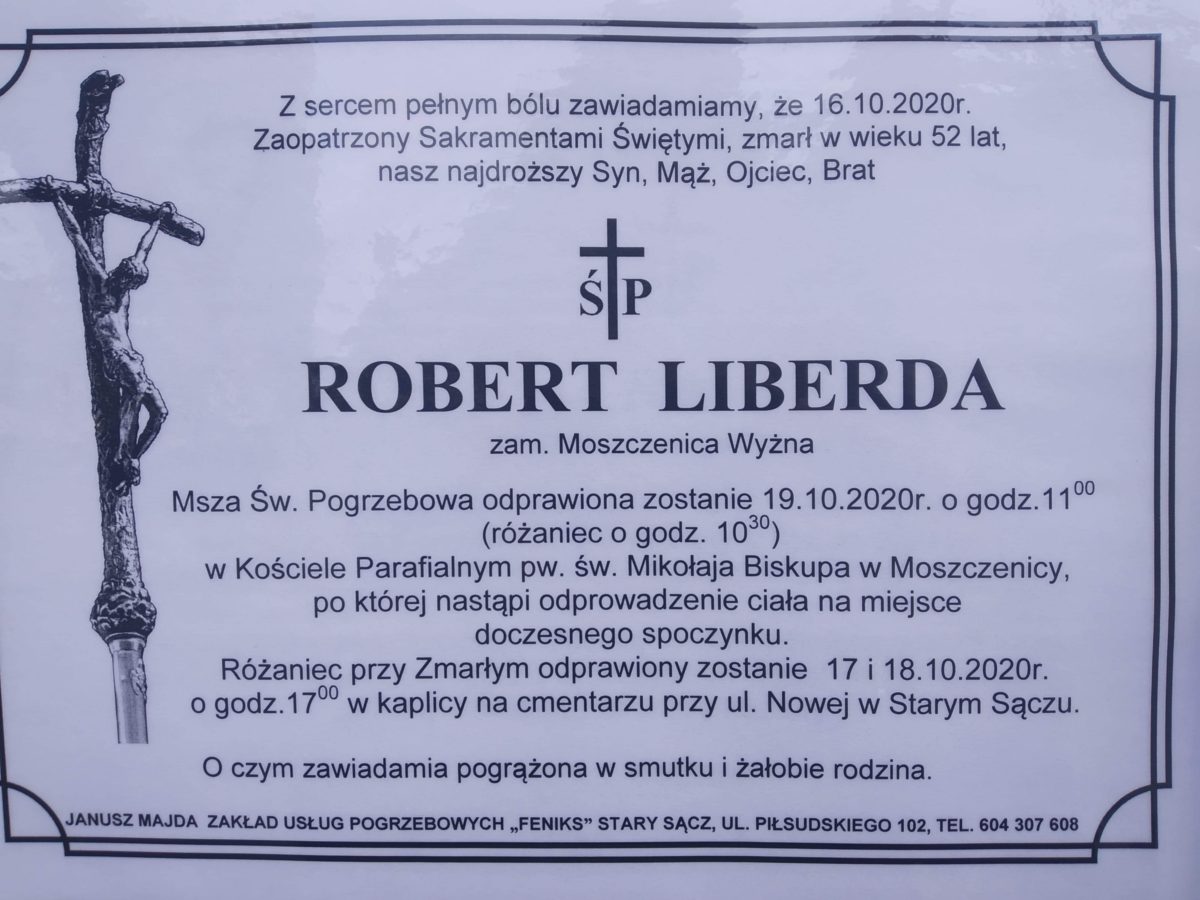 Z sercem pełnym bólu zawiadamiamy, że 16.10.2020r.
Zaopatrzony Sakramentami Świętymi, zmarł w wieku 52 lat,
nasz najdroższy Syn, Mąż, Ojciec, Brat
Ś P
ROBERT LIBERDA
zam. Moszczenica Wyżna
Msza Św. Pogrzebowa odprawiona zostanie 19.10.2020r. o godz.11⁰⁰
(różaniec o godz. 10³⁰)
w Kościele Parafialnym pw. św. Mikołaja Biskupa w Moszczenicy,
po której nastąpi odprowadzenie ciała na miejsce
doczesnego spoczynku.
Różaniec przy Zmarłym odprawiony zostanie 17 i 18.10.2020r.
o godz.17⁰⁰ w kaplicy na cmentarzu przy ul. Nowej w Starym Sączu.
O czym zawiadamia pogrążona w smutku i żałobie rodzina.
JANUSZ MAJDA ZAKŁAD USŁUG POGRZEBOWYCH „FENIKS” STARY SĄCZ, UL. PIŁSUDSKIEGO 102, TEL. 604 307 608